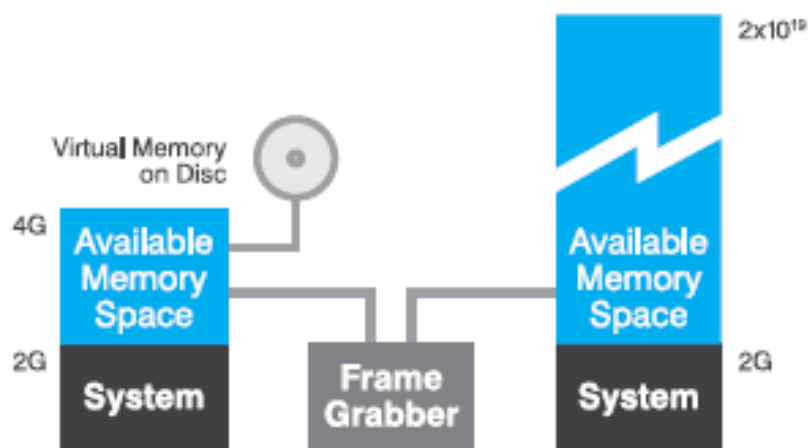 2x10¹⁹
Virtual Memory
on Disc
4G
Available
Memory
Space
Available
Memory
Space
2G
System
Frame
Grabber
System
2G